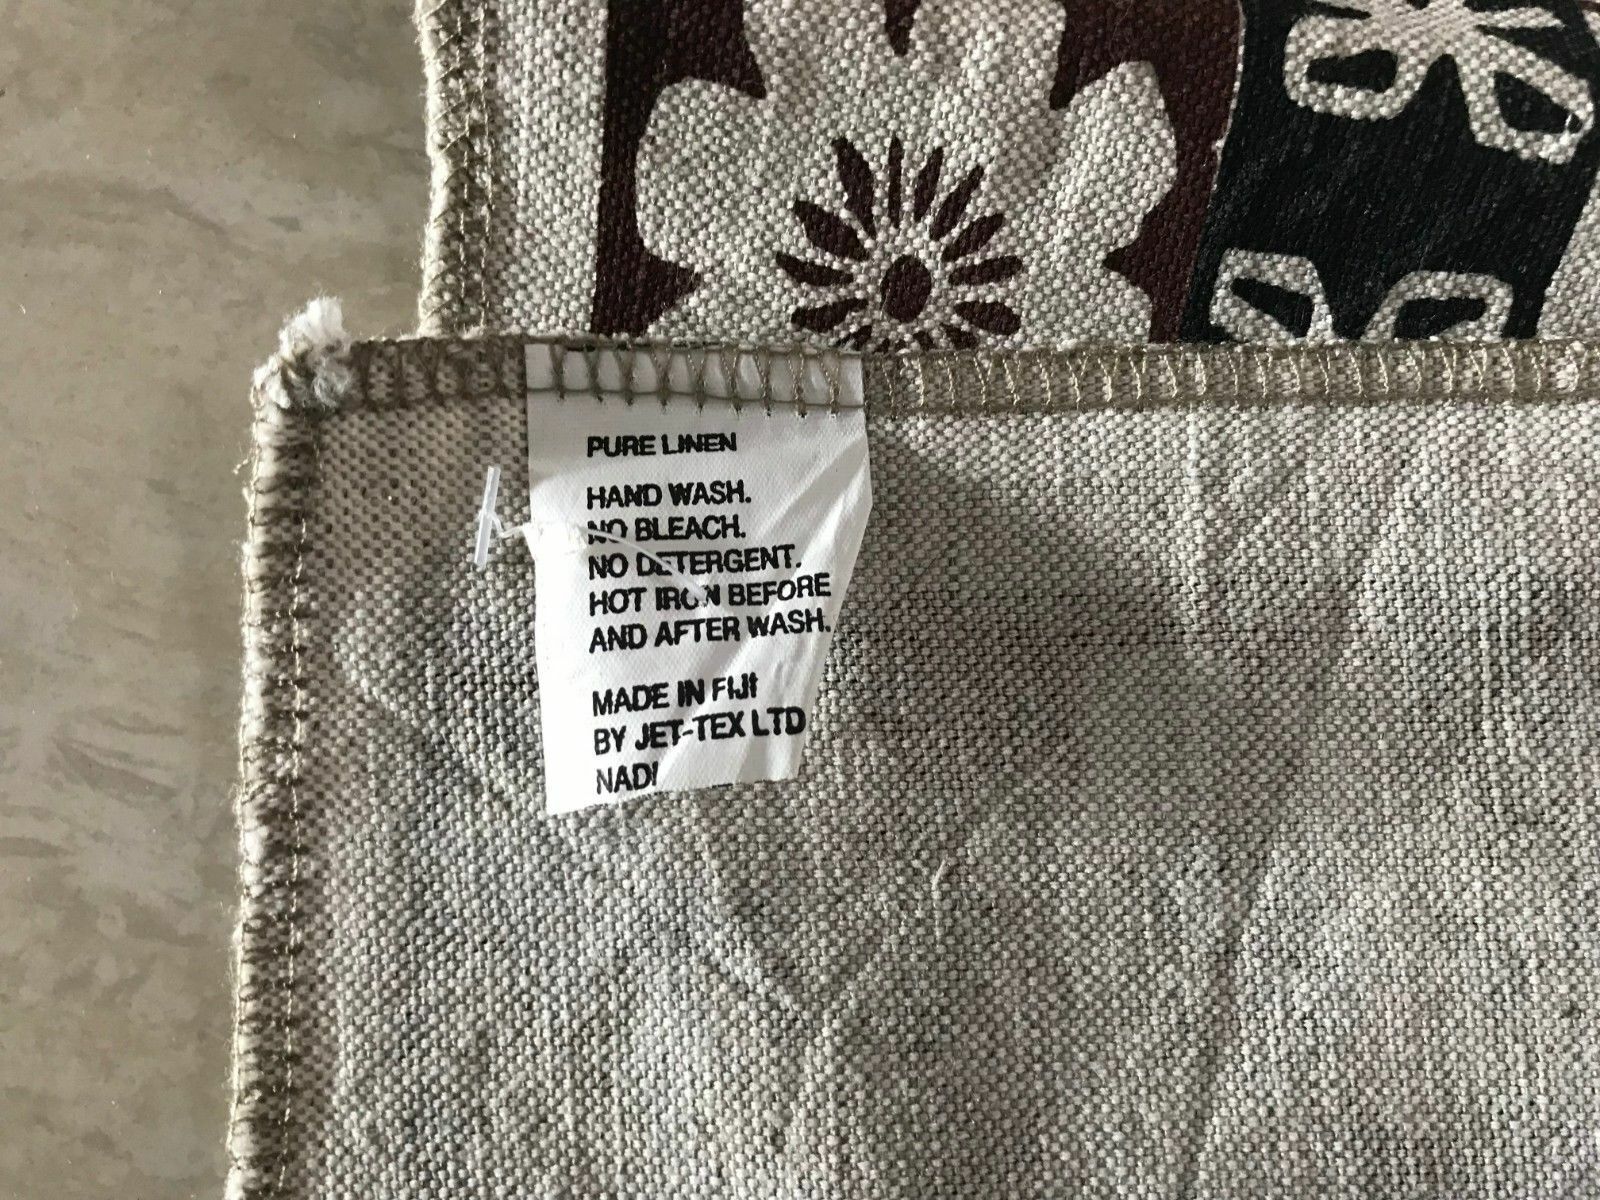 PURE LINEN
HAND WASH.
NO BLEACH.
NO DETERGENT.
HOT IRON BEFORE
AND AFTER WASH.
MADE IN FIJI
BY JET-TEX LTD
NADI